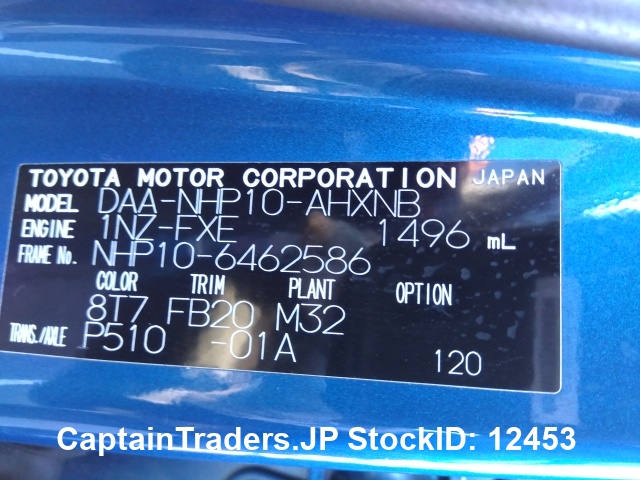 TOYOTA MOTOR CORPORATION JAPAN
MODEL DAA-NHP10-AHXNB
ENGINE 1NZ-FXE 1496 mL
FRAME No. NHP10-6462586
COLOR TRIM PLANT OPTION
8T7 FB20 M32
TRANS./AXLE P510 -01A 120
CaptainTraders.JP StockID: 12453